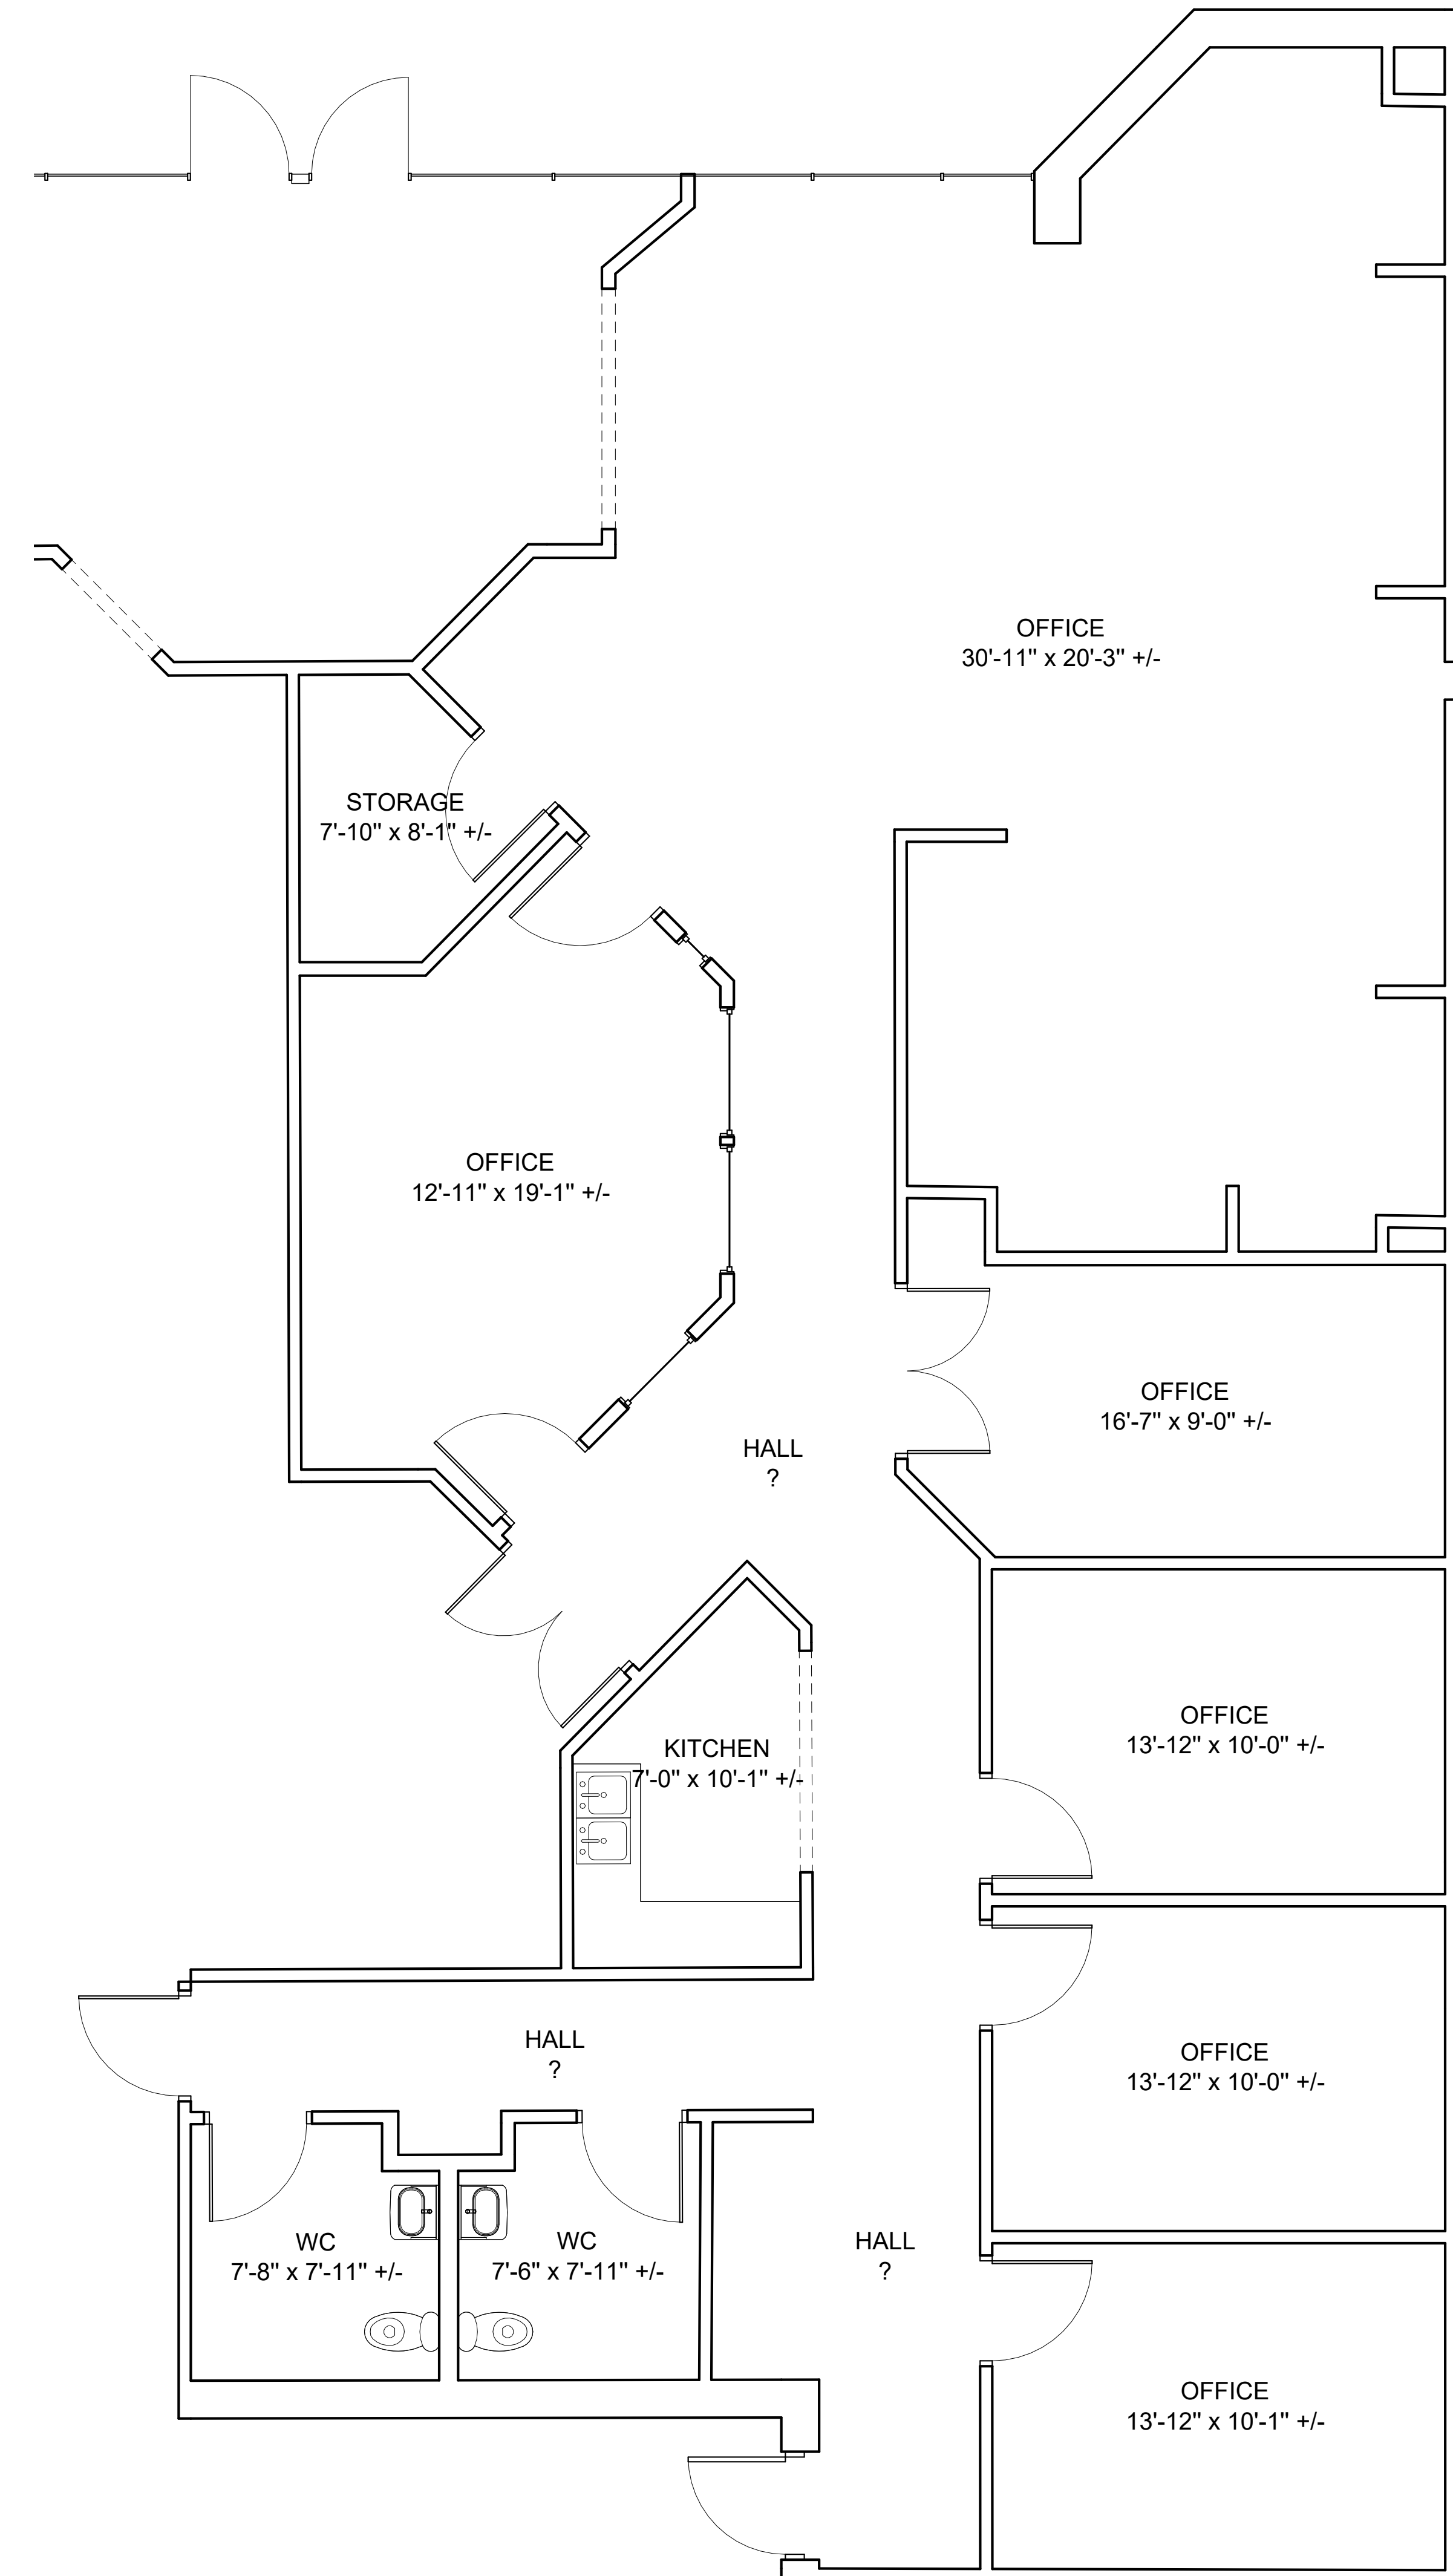 OFFICE
30'-11" x 20'-3" +/-
STORAGE
7'-10" x 8'-1" +/-
OFFICE
12'-11" x 19'-1" +/-
OFFICE
16'-7" x 9'-0" +/-
HALL
?
OFFICE
13'-12" x 10'-0" +/-
KITCHEN
7'-0" x 10'-1" +/-
HALL
?
OFFICE
13'-12" x 10'-0" +/-
WC
7'-8" x 7'-11" +/-
WC
7'-6" x 7'-11" +/-
HALL
?
OFFICE
13'-12" x 10'-1" +/-